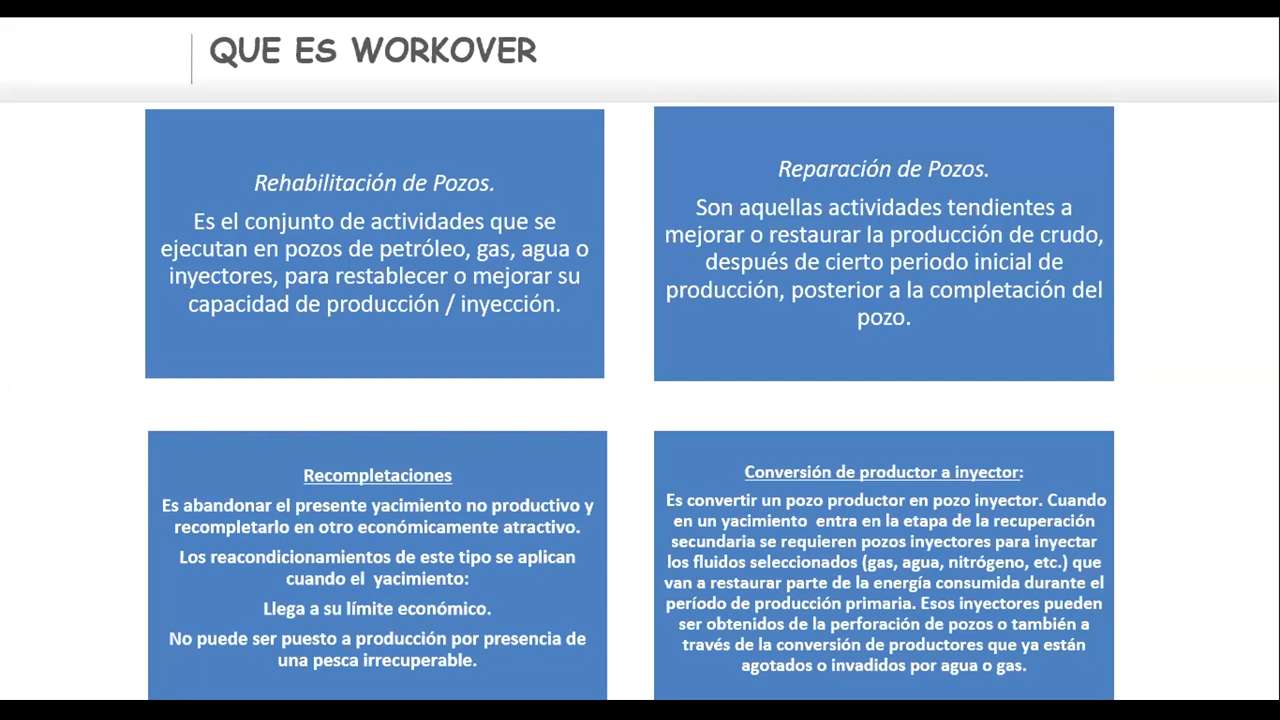 QUE ES WORKOVER
Rehabilitación de Pozos.
Es el conjunto de actividades que se
ejecutan en pozos de petróleo, gas, agua o
inyectores, para restablecer o mejorar su
capacidad de producción / inyección.
Reparación de Pozos.
Son aquellas actividades tendientes a
mejorar o restaurar la producción de crudo,
después de cierto periodo inicial de
producción, posterior a la completación del
pozo.
Recompletaciones
Es abandonar el presente yacimiento no productivo y
recompletarlo en otro económicamente atractivo.
Los reacondicionamientos de este tipo se aplican
cuando el yacimiento:
Llega a su límite económico.
No puede ser puesto a producción por presencia de
una pesca irrecuperable.
Conversión de productor a inyector:
Es convertir un pozo productor en pozo inyector. Cuando
en un yacimiento entra en la etapa de la recuperación
secundaria se requieren pozos inyectores para inyectar
los fluidos seleccionados (gas, agua, nitrógeno, etc.) que
van a restaurar parte de la energía consumida durante el
período de producción primaria. Esos inyectores pueden
ser obtenidos de la perforación de pozos o también a
través de la conversión de productores que ya están
agotados o invadidos por agua o gas.